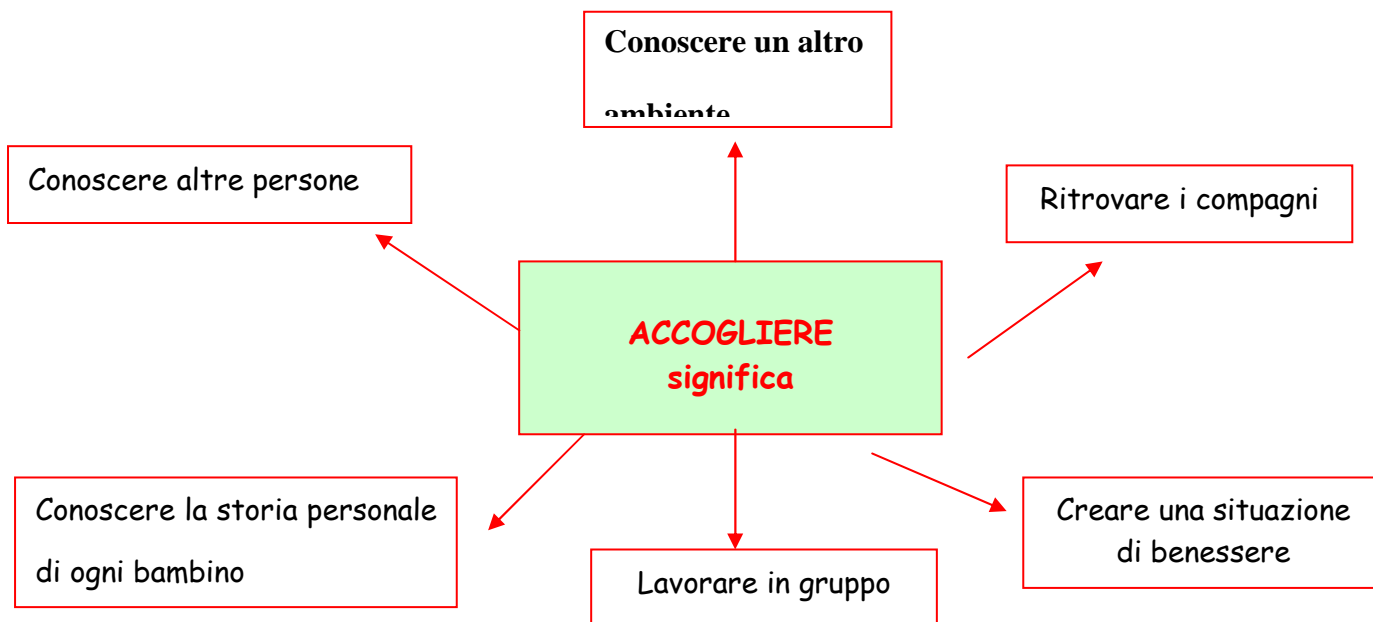 Conoscere un altro
ambiente
Conoscere altre persone
Ritrovare i compagni
ACCOGLIERE
significa
Conoscere la storia personale
di ogni bambino
Creare una situazione
di benessere
Lavorare in gruppo